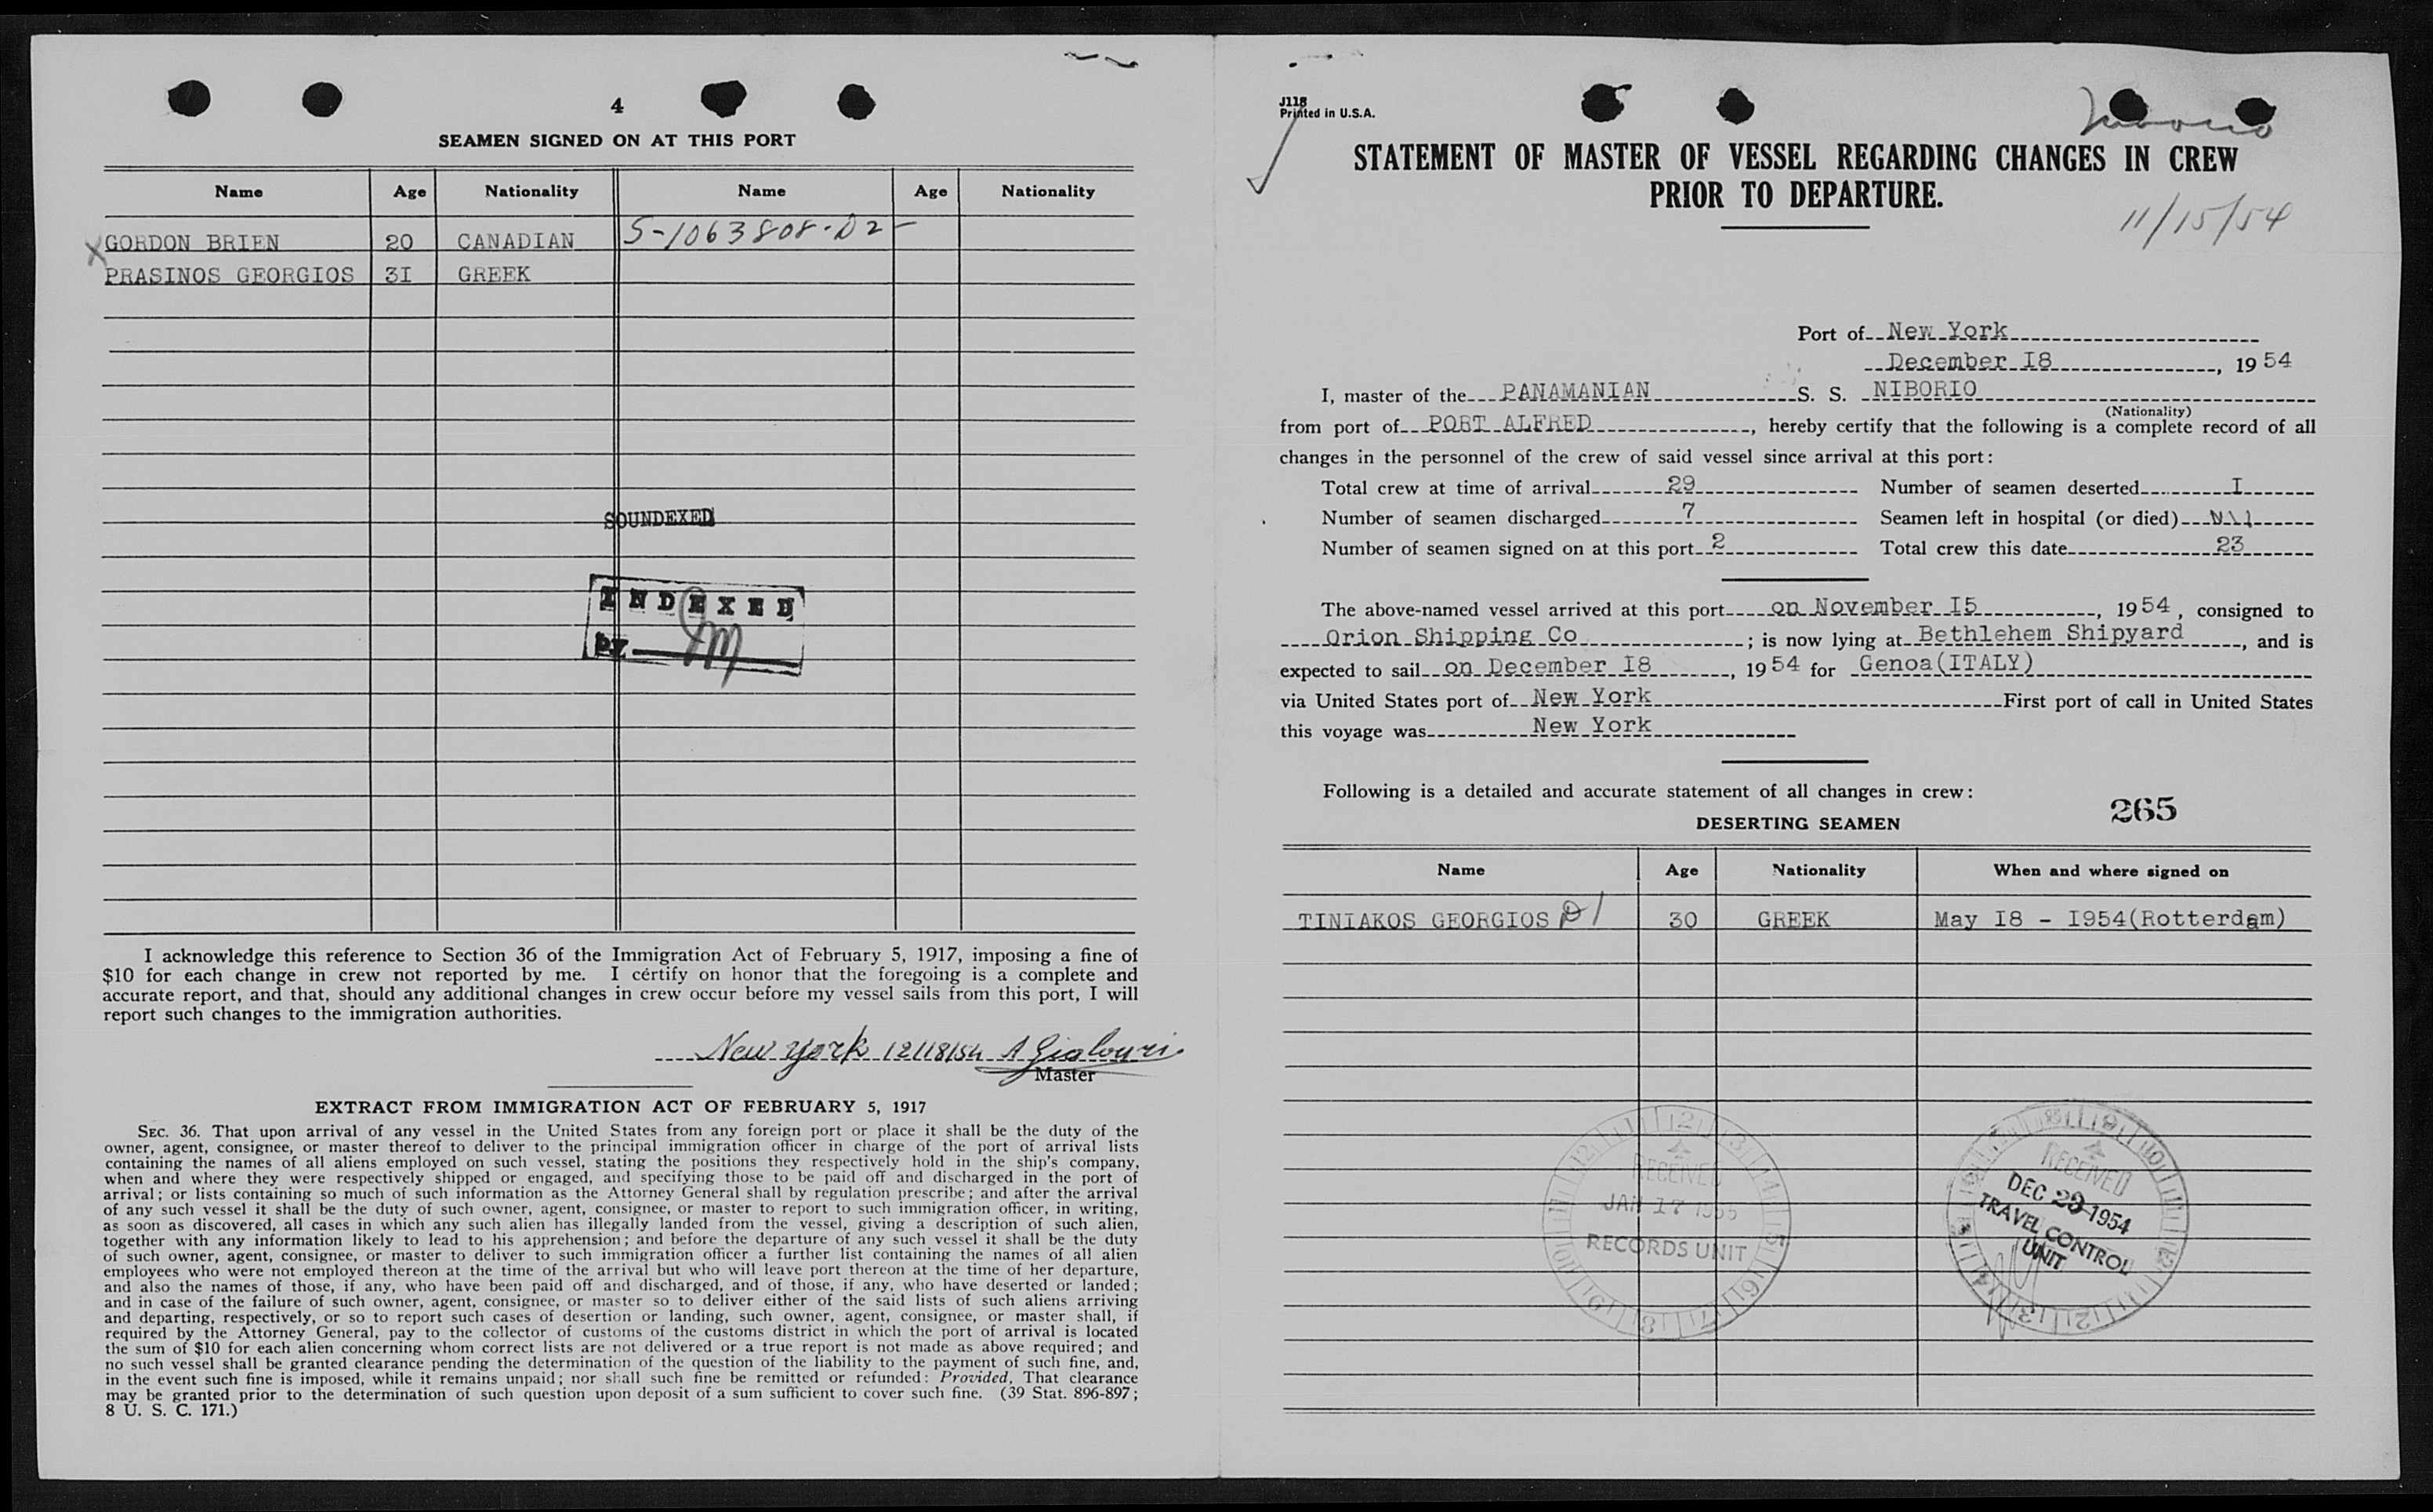 4
SEAMEN SIGNED ON AT THIS PORT
Name Age Nationality Name Age Nationality
X GORDON BRIEN 20 CANADIAN S-1063808-D2-
PRASINOS GEORGIOS 3I GREEK
SOUNDEXED
INDEXED
BY M
I acknowledge this reference to Section 36 of the Immigration Act of February 5, 1917, imposing a fine of
$10 for each change in crew not reported by me. I certify on honor that the foregoing is a complete and
accurate report, and that, should any additional changes in crew occur before my vessel sails from this port, I will
report such changes to the immigration authorities.
New York 12/18/54 A Gialouris
Master
EXTRACT FROM IMMIGRATION ACT OF FEBRUARY 5, 1917
SEC. 36. That upon arrival of any vessel in the United States from any foreign port or place it shall be the duty of the
owner, agent, consignee, or master thereof to deliver to the principal immigration officer in charge of the port of arrival lists
containing the names of all aliens employed on such vessel, stating the positions they respectively hold in the ship's company,
when and where they were respectively shipped or engaged, and specifying those to be paid off and discharged in the port of
arrival; or lists containing so much of such information as the Attorney General shall by regulation prescribe; and after the arrival
of any such vessel it shall be the duty of such owner, agent, consignee, or master to report to such immigration officer, in writing,
as soon as discovered, all cases in which any such alien has illegally landed from the vessel, giving a description of such alien,
together with any information likely to lead to his apprehension; and before the departure of any such vessel it shall be the duty
of such owner, agent, consignee, or master to deliver to such immigration officer a further list containing the names of all alien
employees who were not employed thereon at the time of the arrival but who will leave port thereon at the time of her departure,
and also the names of those, if any, who have been paid off and discharged, and of those, if any, who have deserted or landed;
and in case of the failure of such owner, agent, consignee, or master so to deliver either of the said lists of such aliens arriving
and departing, respectively, or so to report such cases of desertion or landing, such owner, agent, consignee, or master shall, if
required by the Attorney General, pay to the collector of customs of the customs district in which the port of arrival is located
the sum of $10 for each alien concerning whom correct lists are not delivered or a true report is not made as above required; and
no such vessel shall be granted clearance pending the determination of the question of the liability to the payment of such fine, and,
in the event such fine is imposed, while it remains unpaid; nor shall such fine be remitted or refunded: Provided, That clearance
may be granted prior to the determination of such question upon deposit of a sum sufficient to cover such fine. (39 Stat. 896-897;
8 U. S. C. 171.)
J118
Printed in U.S.A.
Niborio
STATEMENT OF MASTER OF VESSEL REGARDING CHANGES IN CREW
PRIOR TO DEPARTURE.
11/15/54
Port of New York
December I8, 1954
I, master of the PANAMANIAN S. S. NIBORIO
(Nationality)
from port of PORT ALFRED, hereby certify that the following is a complete record of all
changes in the personnel of the crew of said vessel since arrival at this port:
Total crew at time of arrival 29 Number of seamen deserted I
Number of seamen discharged 7 Seamen left in hospital (or died) Nil
Number of seamen signed on at this port 2 Total crew this date 23
The above-named vessel arrived at this port on November I5, 1954, consigned to
Orion Shipping Co; is now lying at Bethlehem Shipyard, and is
expected to sail on December I8, 1954 for Genoa(ITALY)
via United States port of New York First port of call in United States
this voyage was New York
Following is a detailed and accurate statement of all changes in crew:
265
DESERTING SEAMEN
Name Age Nationality When and where signed on
TINIAKOS GEORGIOS D1 30 GREEK May I8 - I954(Rotterdam)
RECEIVED
JAN 17 1955
RECORDS UNIT
RECEIVED
DEC 29 1954
TRAVEL CONTROL
UNIT